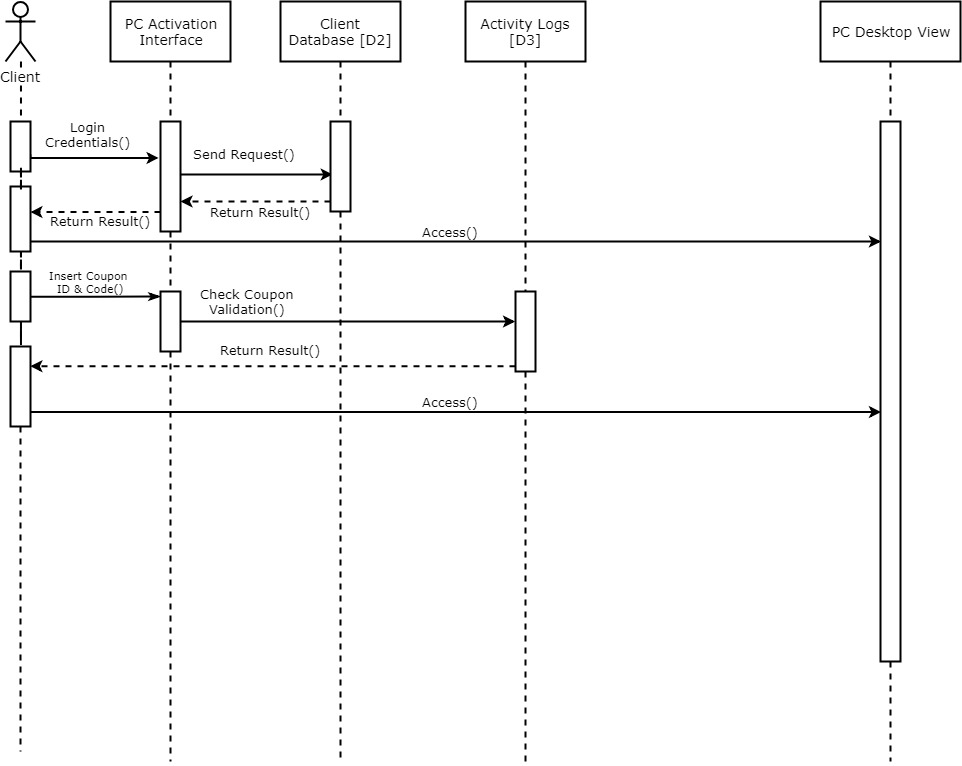 PC Activation
Interface
Client
Database [D2]
Activity Logs
[D3]
PC Desktop View
Client
Login
Credentials()
Send Request()
Return Result()
Return Result()
Access()
Insert Coupon
ID & Code()
Check Coupon
Validation()
Return Result()
Access()